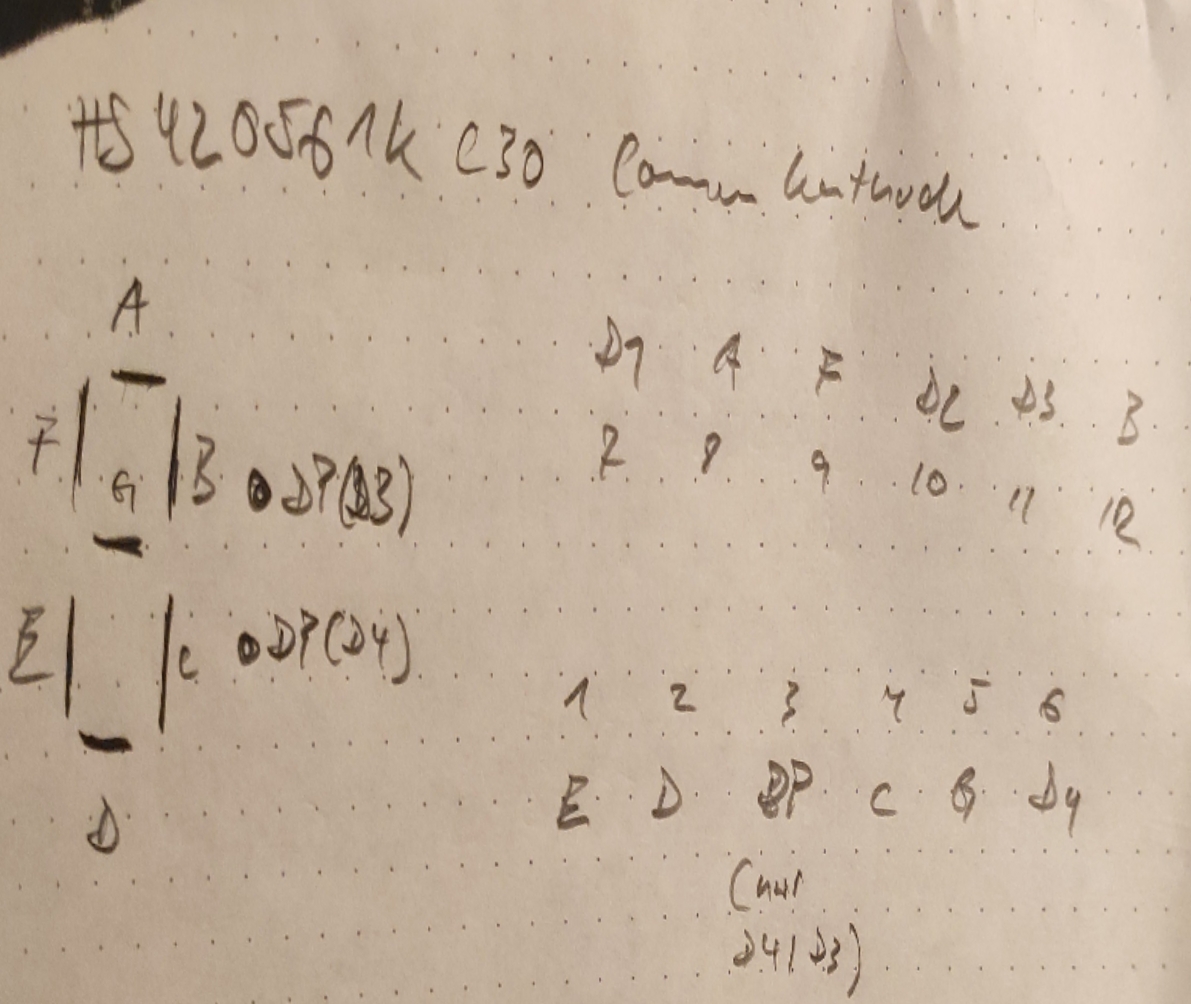 HS420561k C30 Common Kathode
A
D1 A F D2 D3 B
7 8 9 10 11 12
F G B DP(D3)
E C DP(D4)
D
1 2 3 4 5 6
E D DP C G D4
(nur
D4/D3)